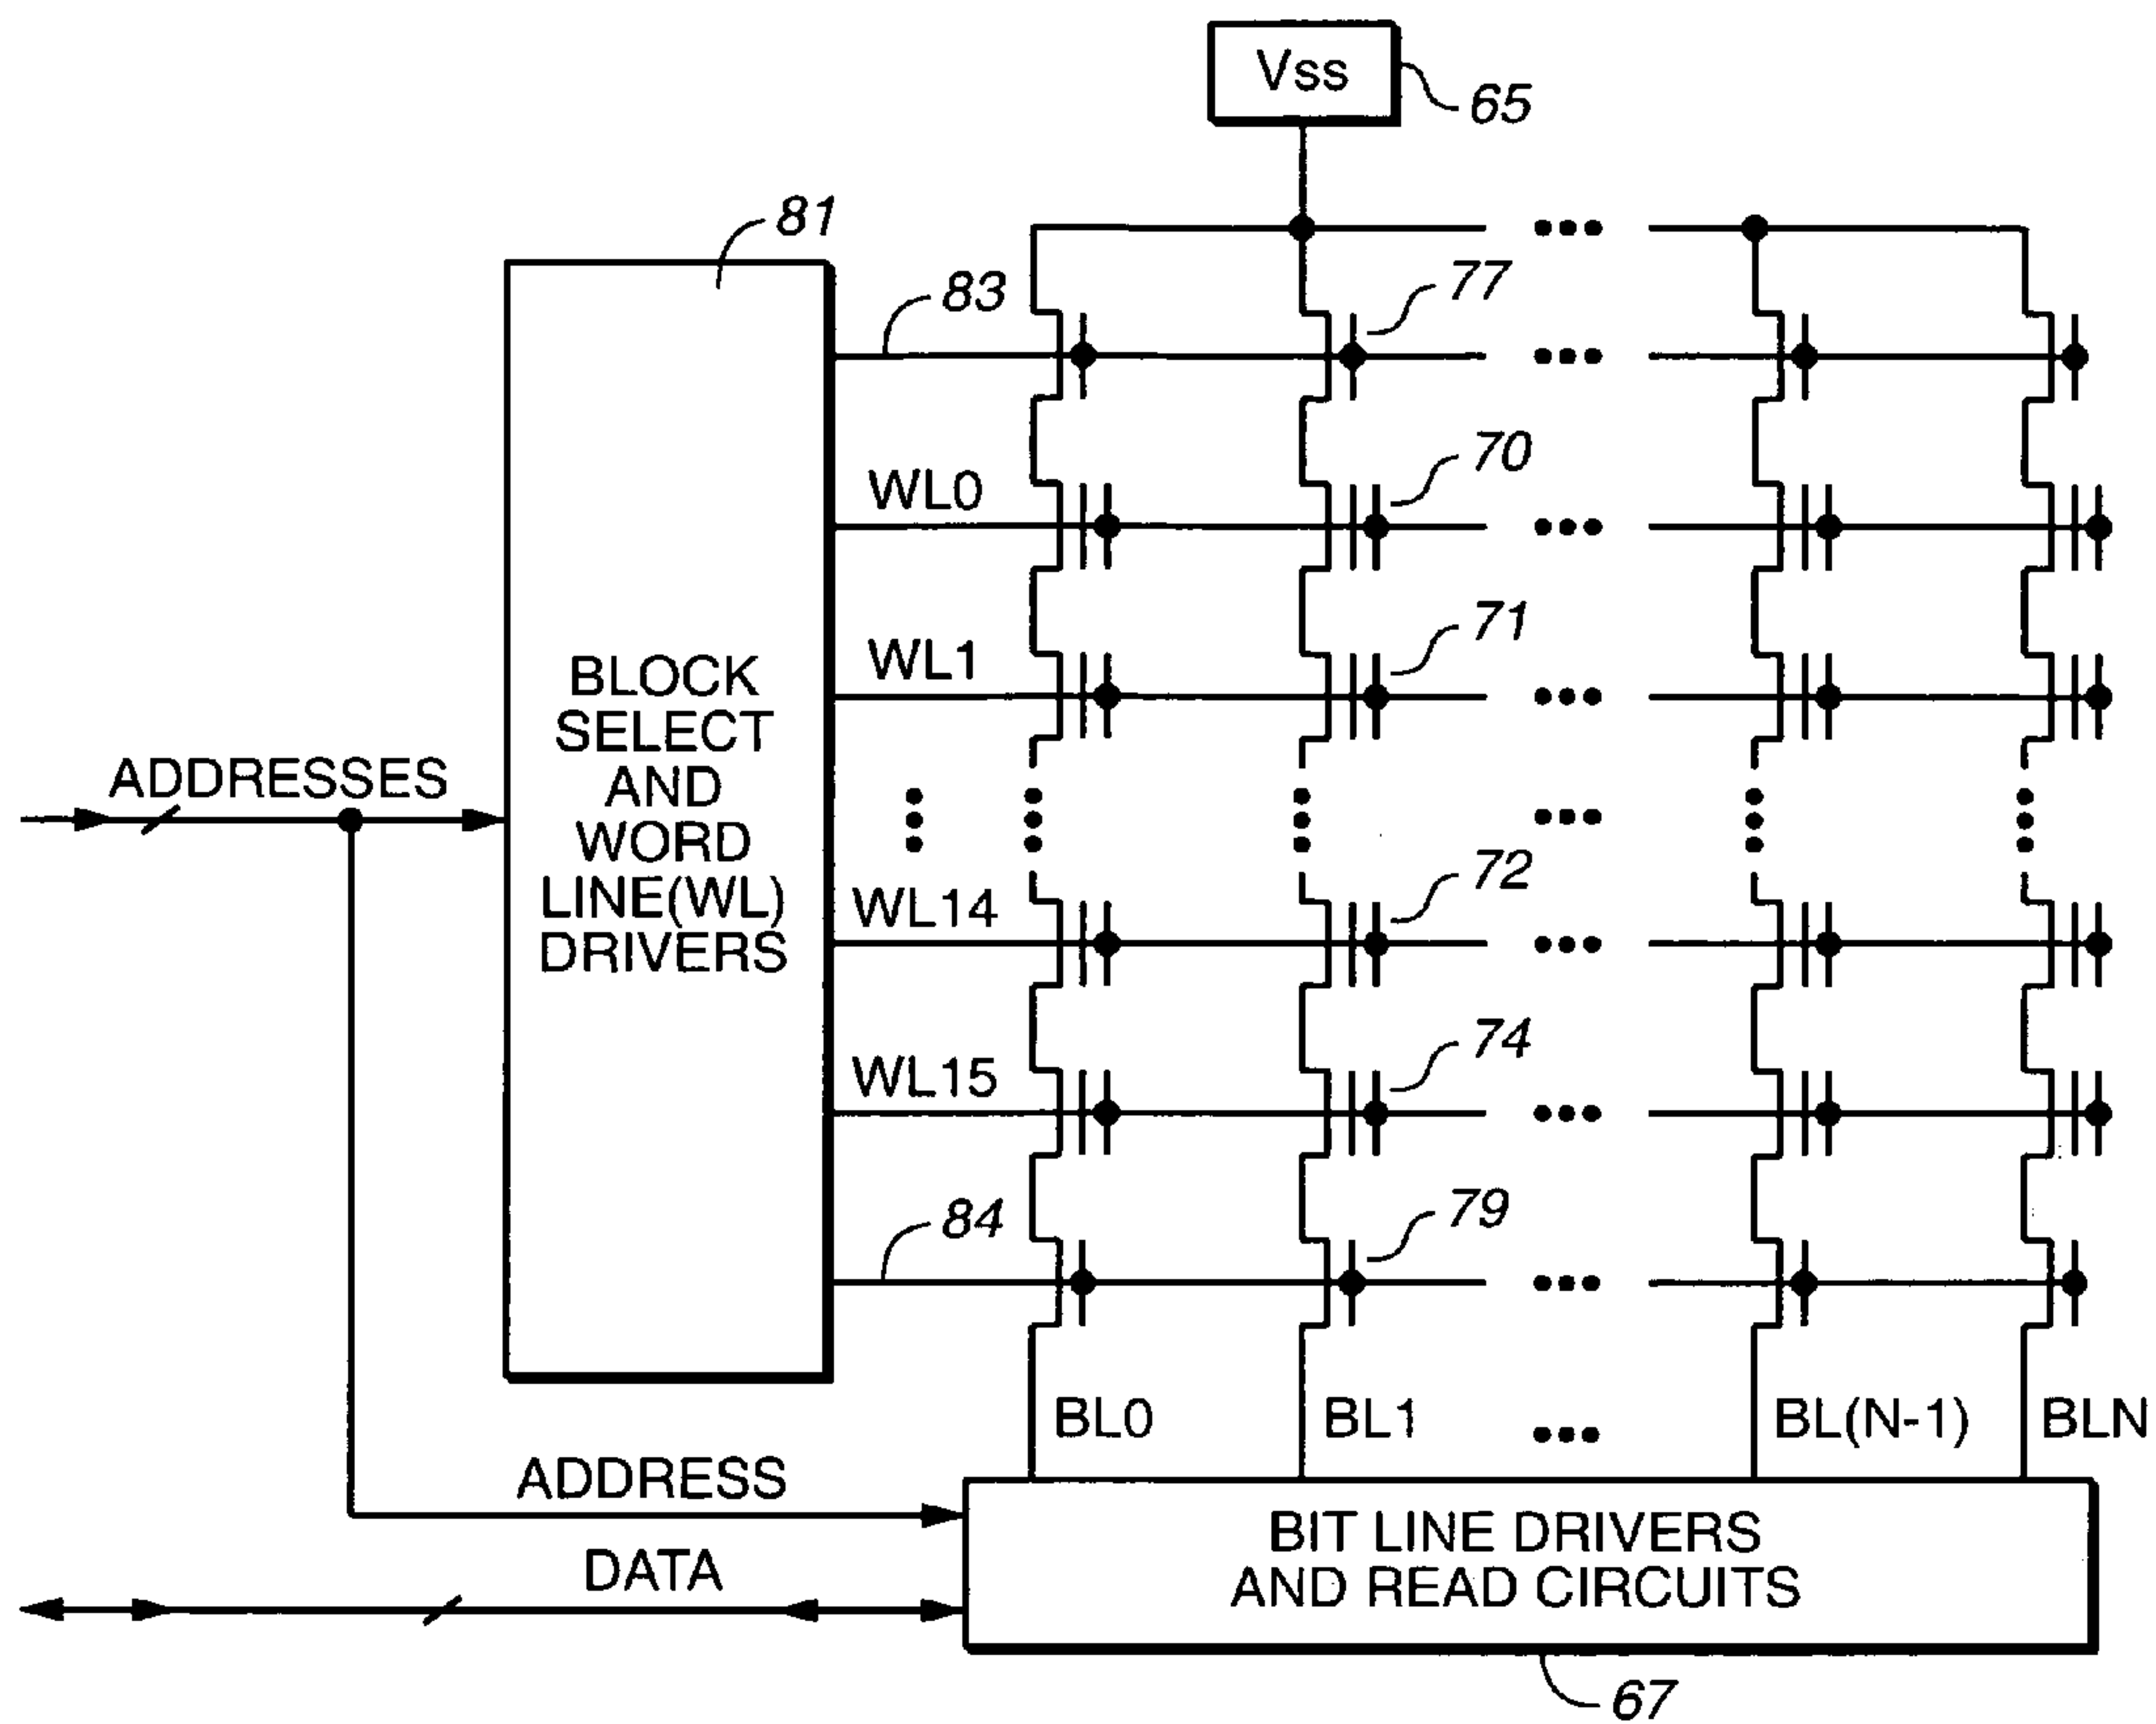 Vss
65
81
83
77
WL0
70
WL1
71
ADDRESSES
BLOCK
SELECT
AND
WORD
LINE(WL)
DRIVERS
WL14
72
WL15
74
84
79
BL0
BL1
BL(N-1)
BLN
ADDRESS
DATA
BIT LINE DRIVERS
AND READ CIRCUITS
67